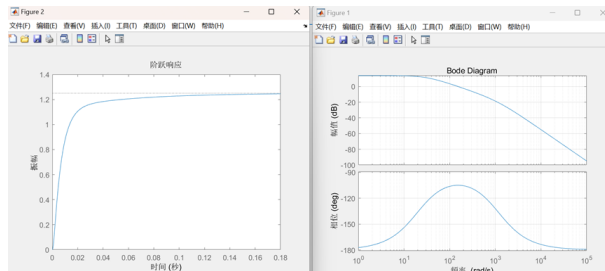 Figure 2
文件(F) 编辑(E) 查看(V) 插入(I) 工具(T) 桌面(D) 窗口(W) 帮助(H)
阶跃响应
1.4
1.2
1
0.8
0.6
0.4
0.2
0
振幅
0 0.02 0.04 0.06 0.08 0.1 0.12 0.14 0.16 0.18
时间 (秒)
Figure 1
文件(F) 编辑(E) 查看(V) 插入(I) 工具(T) 桌面(D) 窗口(W) 帮助(H)
Bode Diagram
0
-20
-40
-60
-80
-100
幅值 (dB)
-90
-120
-150
-180
相位 (deg)
10^0 10^1 10^2 10^3 10^4 10^5
频率 (rad/s)